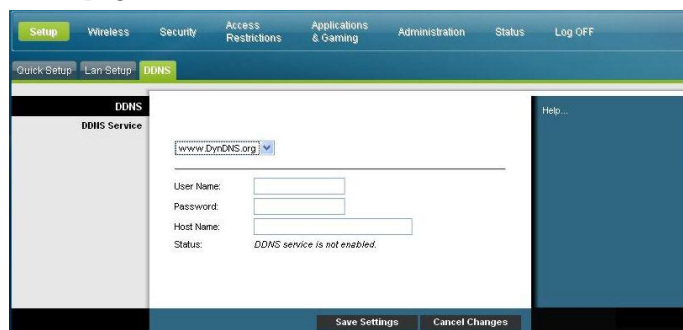 Setup Wireless Security Access Restrictions Applications & Gaming Administration Status Log OFF
Quick Setup Lan Setup DDNS
DDNS
DDNS Service
www.DynDNS.org
Help...
User Name:
Password:
Host Name:
Status: DDNS service is not enabled.
Save Settings Cancel Changes